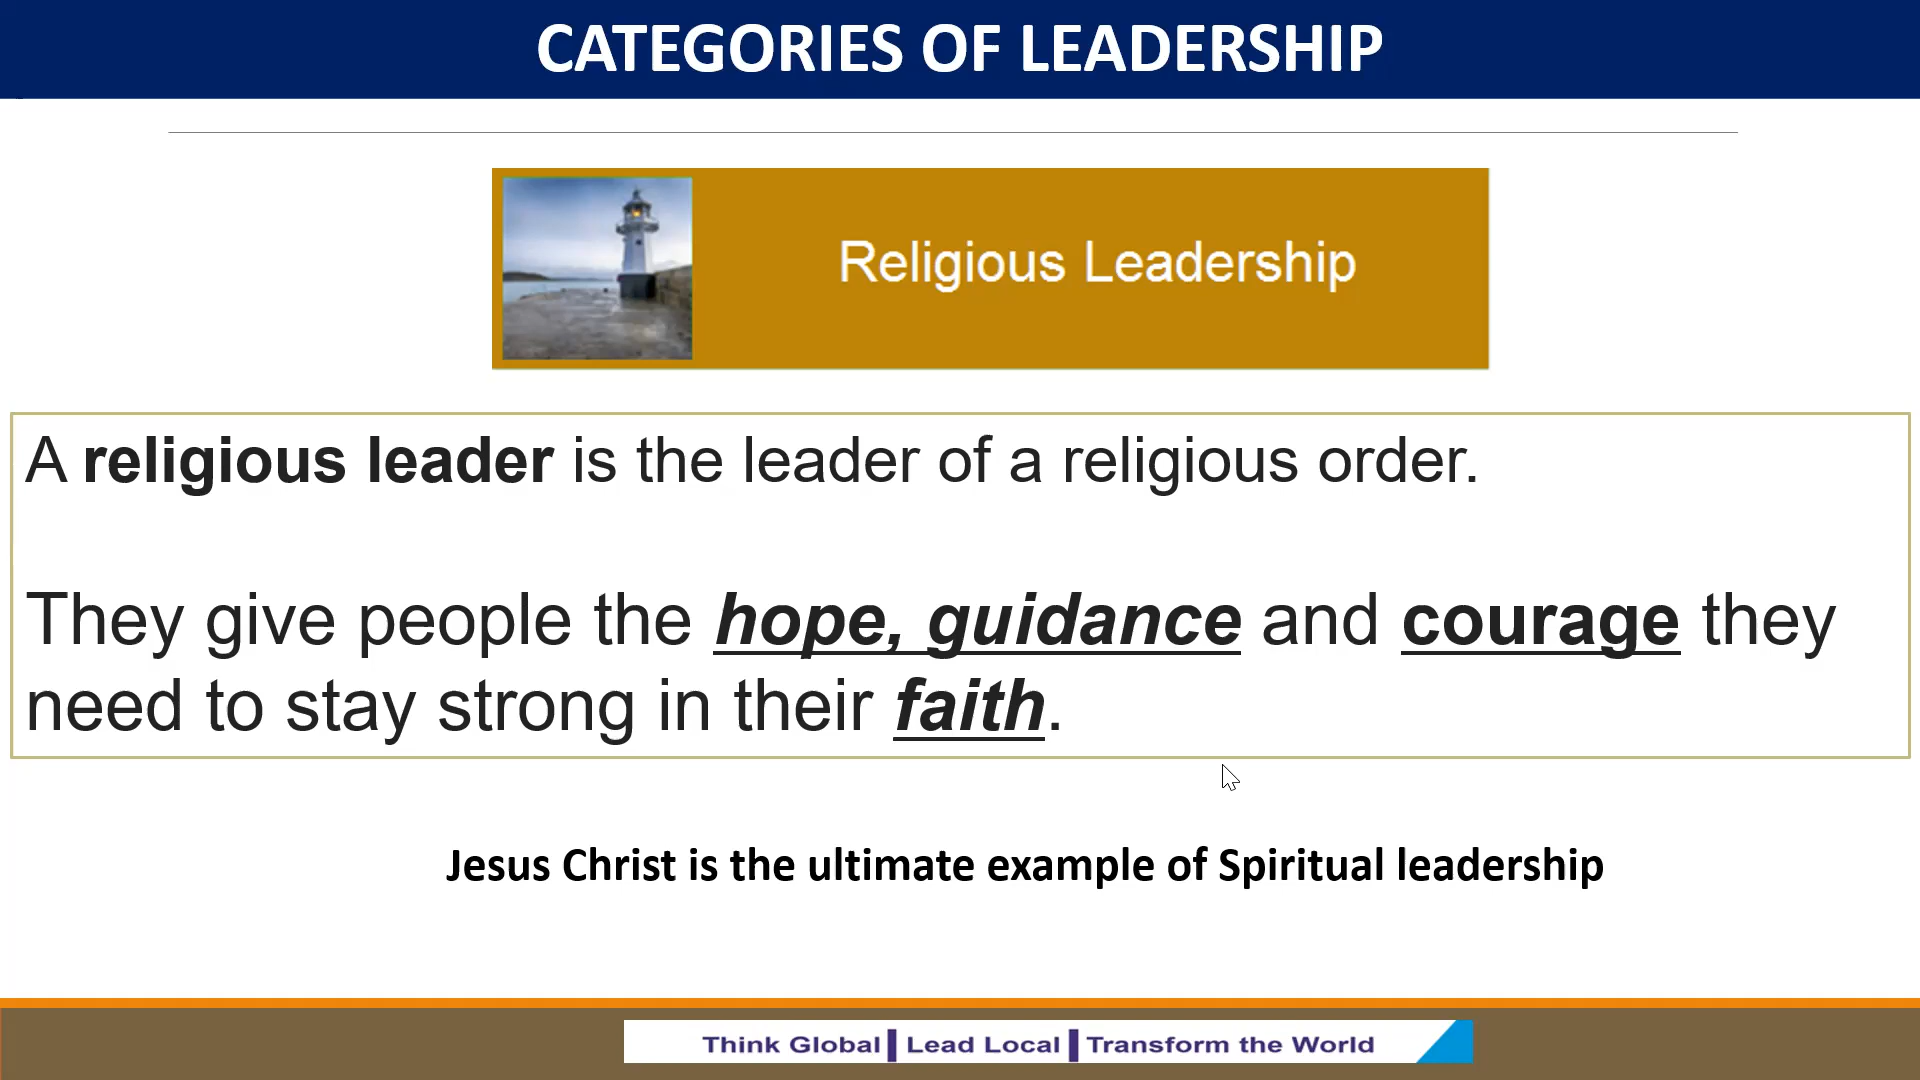 CATEGORIES OF LEADERSHIP
Religious Leadership
A religious leader is the leader of a religious order.
They give people the hope, guidance and courage they
need to stay strong in their faith.
Jesus Christ is the ultimate example of Spiritual leadership
Think Global Lead Local Transform the World